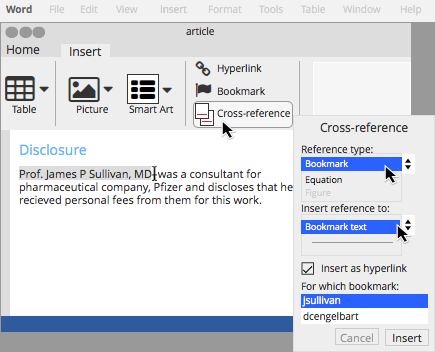 Word File Edit View Insert Format Tools Table Window Help
article
Home Insert
Table
Picture
Smart Art
Hyperlink
Bookmark
Cross-reference
Disclosure
Prof. James P Sullivan, MD was a consultant for
pharmaceutical company, Pfizer and discloses that he
recieved personal fees from them for this work.
Cross-reference
Reference type:
Bookmark
Equation
Figure
Insert reference to:
Bookmark text
Insert as hyperlink
For which bookmark:
jsullivan
dcengelbart
Cancel Insert